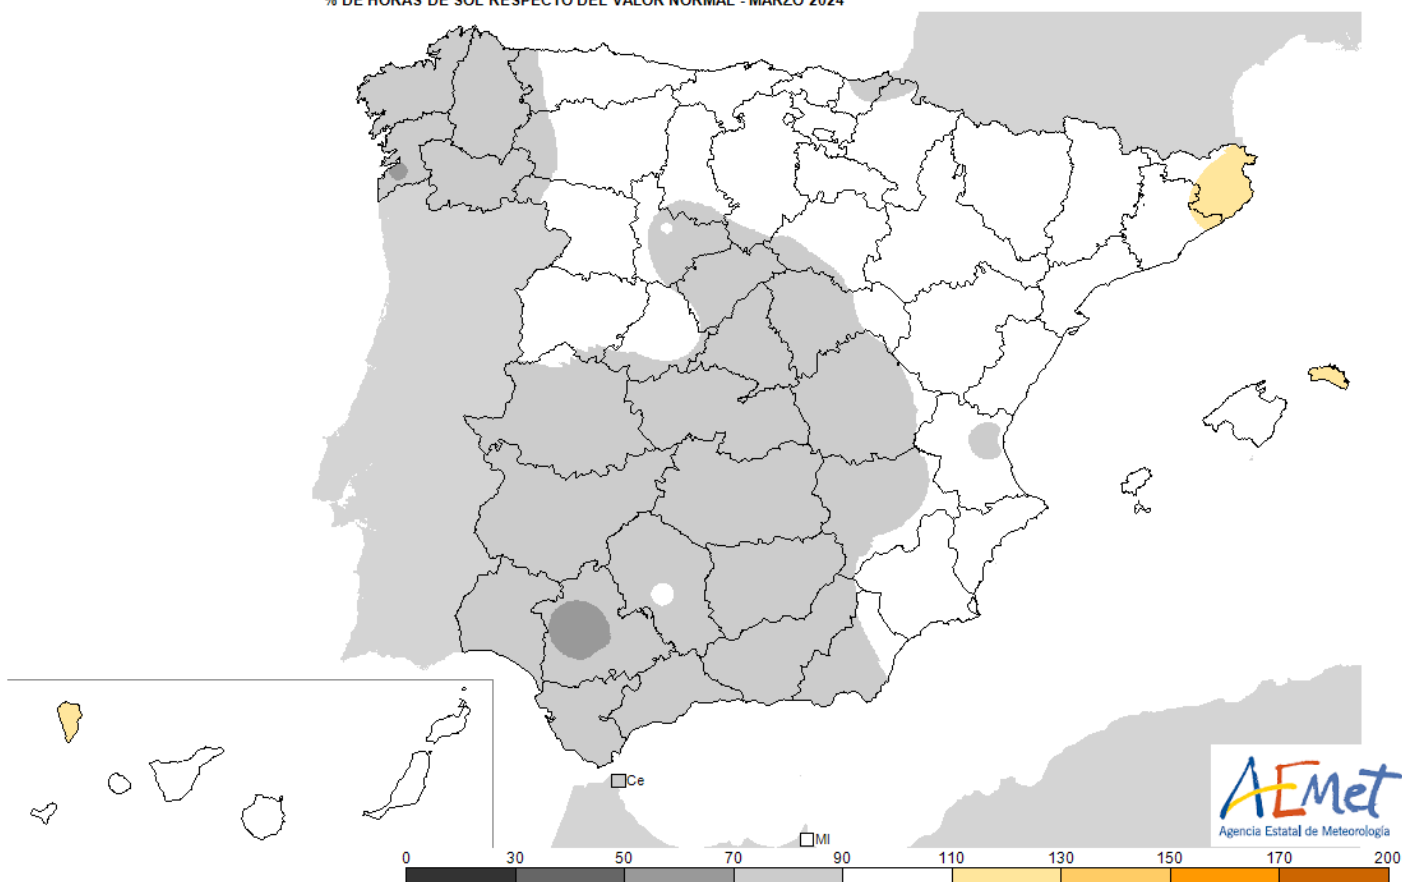 % DE HORAS DE SOL RESPECTO DEL VALOR NORMAL - MARZO 2024
Ce
Ml
AEMet
Agencia Estatal de Meteorología
0 30 50 70 90 110 130 150 170 200